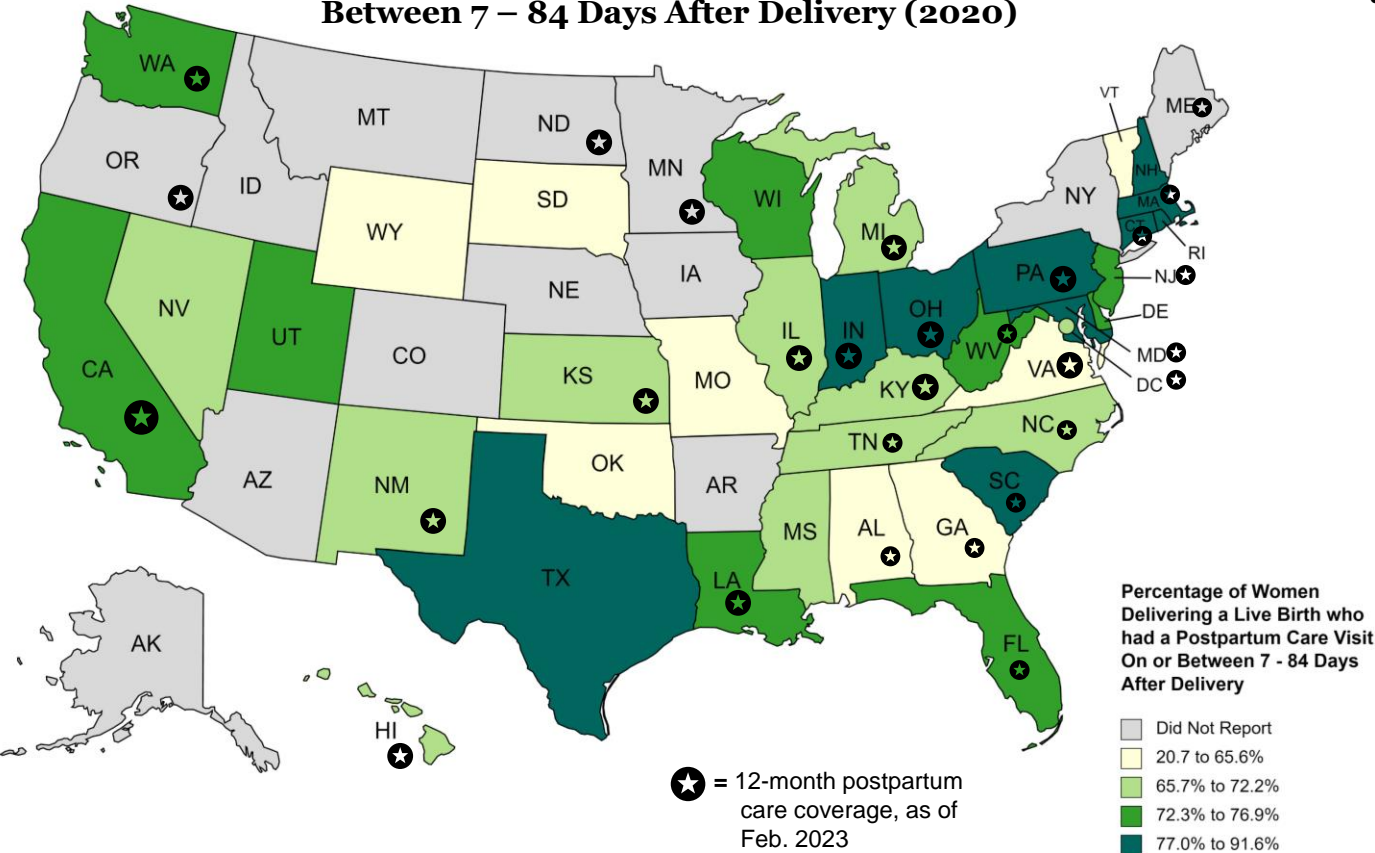 Between 7 – 84 Days After Delivery (2020)
WA
MT
ND
MN
OR
ID
SD
WI
WY
MI
VT
ME
NH
NY
MA
CT
RI
NJ
DE
MD
DC
NE
IA
PA
NV
UT
CO
IL
IN
OH
WV
VA
CA
KS
MO
KY
TN
NC
AZ
NM
OK
AR
SC
MS
AL
GA
TX
LA
FL
AK
HI
= 12-month postpartum
care coverage, as of
Feb. 2023
Percentage of Women
Delivering a Live Birth who
had a Postpartum Care Visit
On or Between 7 - 84 Days
After Delivery
Did Not Report
20.7 to 65.6%
65.7% to 72.2%
72.3% to 76.9%
77.0% to 91.6%